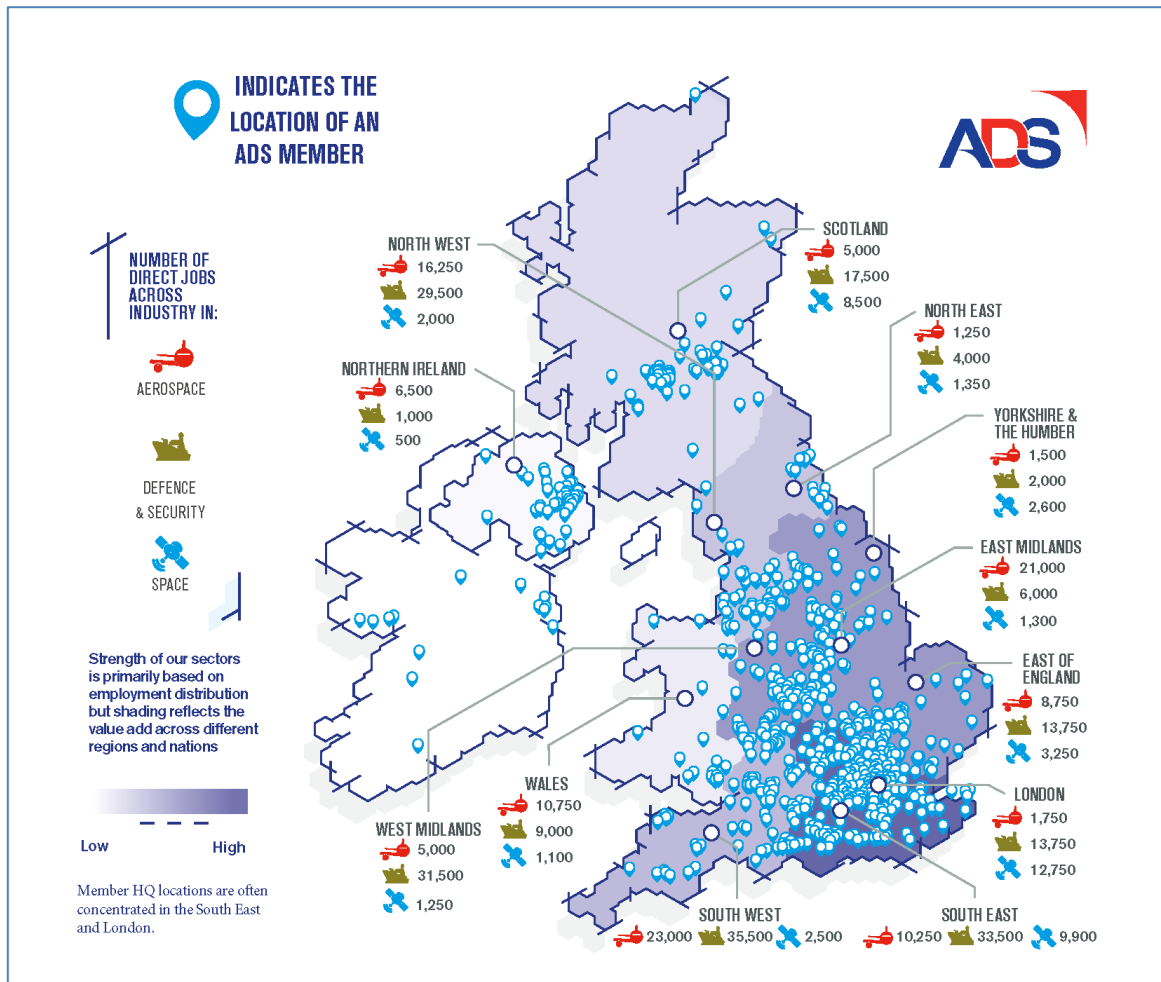 INDICATES THE
LOCATION OF AN
ADS MEMBER
ADS
NUMBER OF
DIRECT JOBS
ACROSS
INDUSTRY IN:
AEROSPACE
DEFENCE
& SECURITY
SPACE
Strength of our sectors
is primarily based on
employment distribution
but shading reflects the
value add across different
regions and nations
Low
High
Member HQ locations are often
concentrated in the South East
and London.
NORTH WEST
16,250
29,500
2,000
SCOTLAND
5,000
17,500
8,500
NORTH EAST
1,250
4,000
1,350
NORTHERN IRELAND
6,500
1,000
500
YORKSHIRE &
THE HUMBER
1,500
2,000
2,600
EAST MIDLANDS
21,000
6,000
1,300
EAST OF
ENGLAND
8,750
13,750
3,250
WALES
10,750
9,000
1,100
LONDON
1,750
13,750
12,750
WEST MIDLANDS
5,000
31,500
1,250
SOUTH WEST
23,000 35,500 2,500
SOUTH EAST
10,250 33,500 9,900